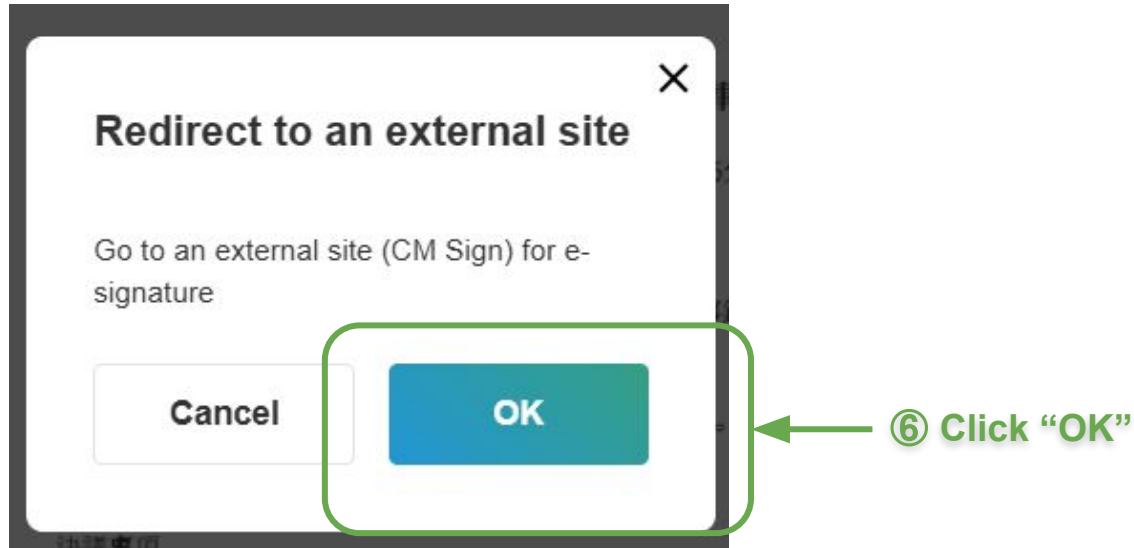 Redirect to an external site
Go to an external site (CM Sign) for e-
signature
Cancel
OK
⑥ Click “OK”